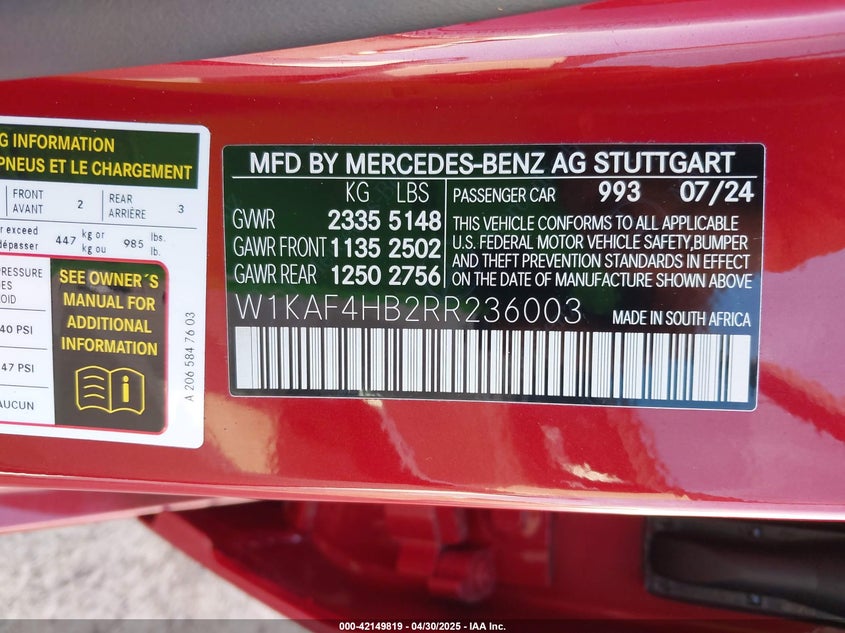 G INFORMATION
PNEUS ET LE CHARGEMENT
FRONT
AVANT
2
REAR
ARRIÈRE
3
er exceed
dépasser
447
kg or
kg ou
985
lbs.
lb.
PRESSURE
40 PSI
47 PSI
AUCUN
SEE OWNER´S
MANUAL FOR
ADDITIONAL
INFORMATION
A 206 584 76 03
MFD BY MERCEDES-BENZ AG STUTTGART
KG LBS
GVWR 2335 5148
GAWR FRONT 1135 2502
GAWR REAR 1250 2756
PASSENGER CAR 993 07/24
THIS VEHICLE CONFORMS TO ALL APPLICABLE
U.S. FEDERAL MOTOR VEHICLE SAFETY,BUMPER
AND THEFT PREVENTION STANDARDS IN EFFECT
ON THE DATE OF MANUFACTURE SHOWN ABOVE
W1KAF4HB2RR236003
MADE IN SOUTH AFRICA
000-42149819 - 04/30/2025 - IAA Inc.